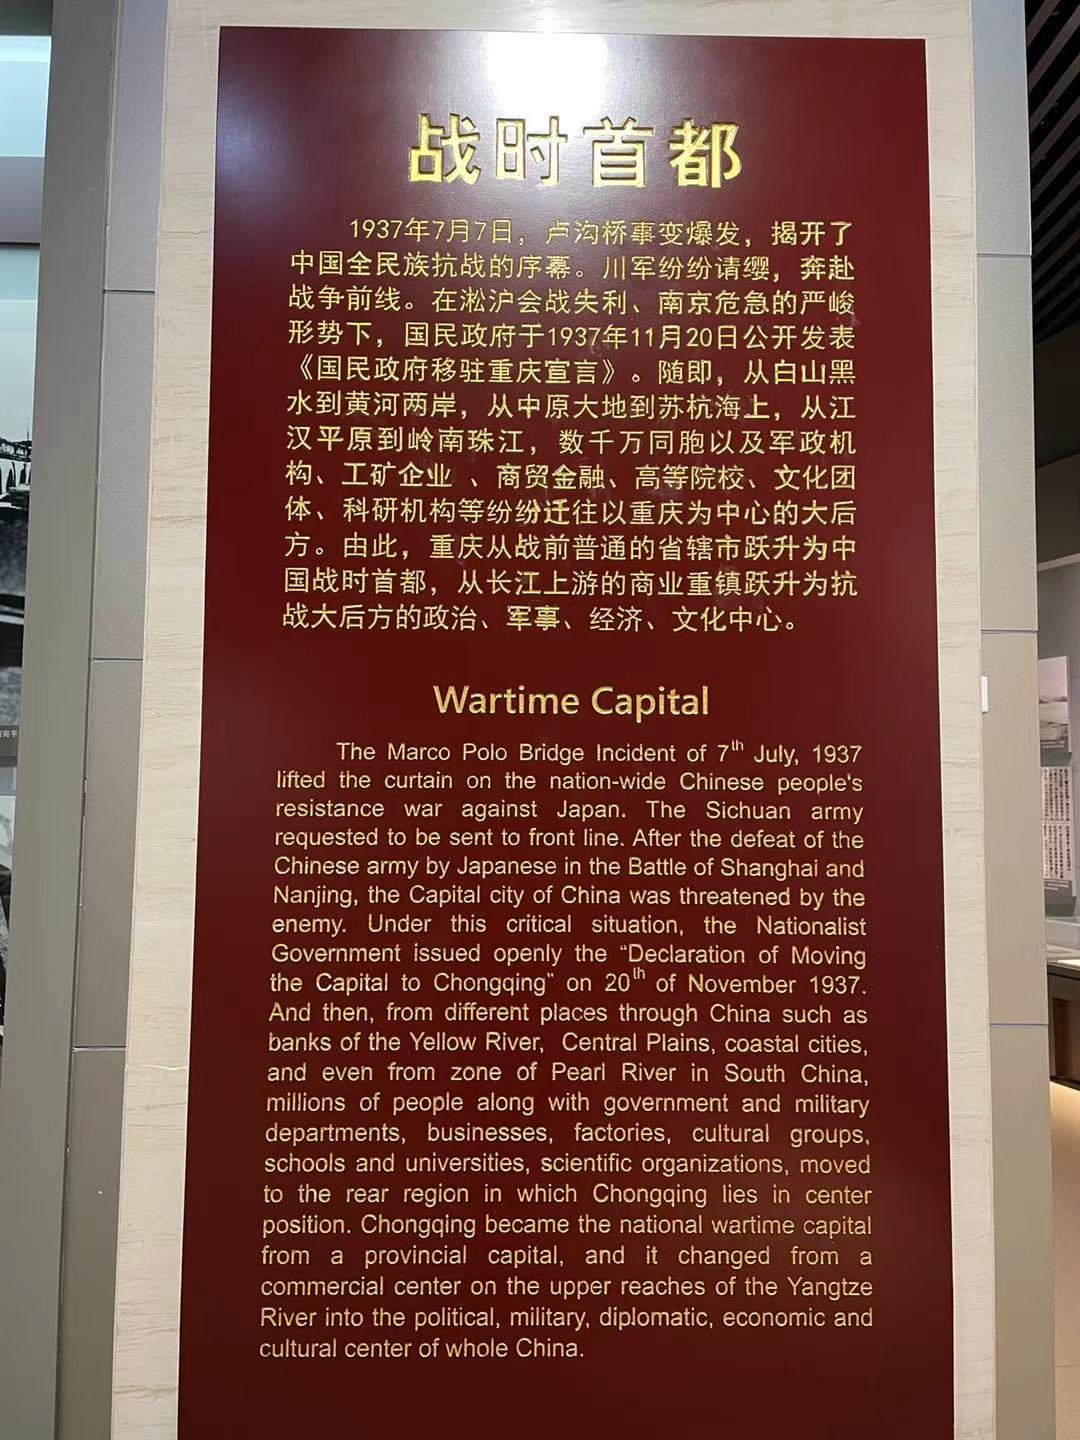 战时首都
1937年7月7日，卢沟桥事变爆发，揭开了
中国全民族抗战的序幕。川军纷纷请缨，奔赴
战争前线。在淞沪会战失利、南京危急的严峻
形势下，国民政府于1937年11月20日公开发表
《国民政府移驻重庆宣言》。随即，从白山黑
水到黄河两岸，从中原大地到苏杭海上，从江
汉平原到岭南珠江，数千万同胞以及军政机
构、工矿企业 、商贸金融、高等院校、文化团
体、科研机构等纷纷迁往以重庆为中心的大后
方。由此，重庆从战前普通的省辖市跃升为中
国战时首都，从长江上游的商业重镇跃升为抗
战大后方的政治、军事、经济、文化中心。
Wartime Capital
The Marco Polo Bridge Incident of 7th July, 1937
lifted the curtain on the nation-wide Chinese people's
resistance war against Japan. The Sichuan army
requested to be sent to front line. After the defeat of the
Chinese army by Japanese in the Battle of Shanghai and
Nanjing, the Capital city of China was threatened by the
enemy. Under this critical situation, the Nationalist
Government issued openly the “Declaration of Moving
the Capital to Chongqing” on 20th of November 1937.
And then, from different places through China such as
banks of the Yellow River, Central Plains, coastal cities,
and even from zone of Pearl River in South China,
millions of people along with government and military
departments, businesses, factories, cultural groups,
schools and universities, scientific organizations, moved
to the rear region in which Chongqing lies in center
position. Chongqing became the national wartime capital
from a provincial capital, and it changed from a
commercial center on the upper reaches of the Yangtze
River into the political, military, diplomatic, economic and
cultural center of whole China.